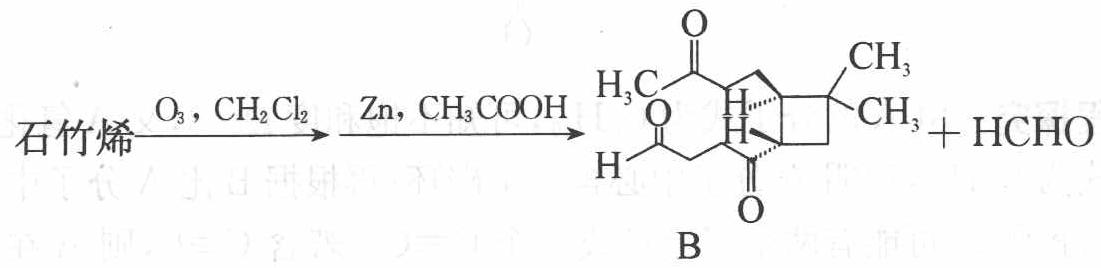 石竹烯 O₃, CH₂Cl₂ Zn, CH₃COOH
O
H₃C
O
H
H
H
O
CH₃
CH₃
+ HCHO
B